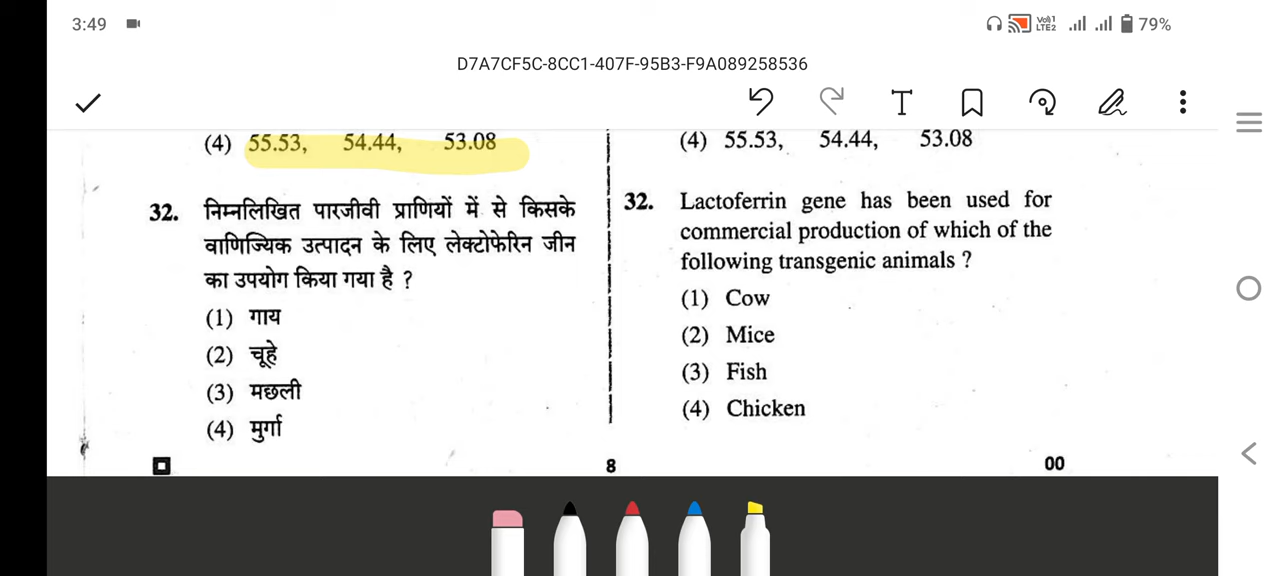 3:49
Vo)) 1
LTE2
79%
D7A7CF5C-8CC1-407F-95B3-F9A089258536
T
(4) 55.53, 54.44, 53.08
32. निम्नलिखित पारजीवी प्राणियों में से किसके
वाणिज्यिक उत्पादन के लिए लेक्टोफेरिन जीन
का उपयोग किया गया है ?
(1) गाय
(2) चूहे
(3) मछली
(4) मुर्गा
(4) 55.53, 54.44, 53.08
32. Lactoferrin gene has been used for
commercial production of which of the
following transgenic animals ?
(1) Cow
(2) Mice
(3) Fish
(4) Chicken
8
00